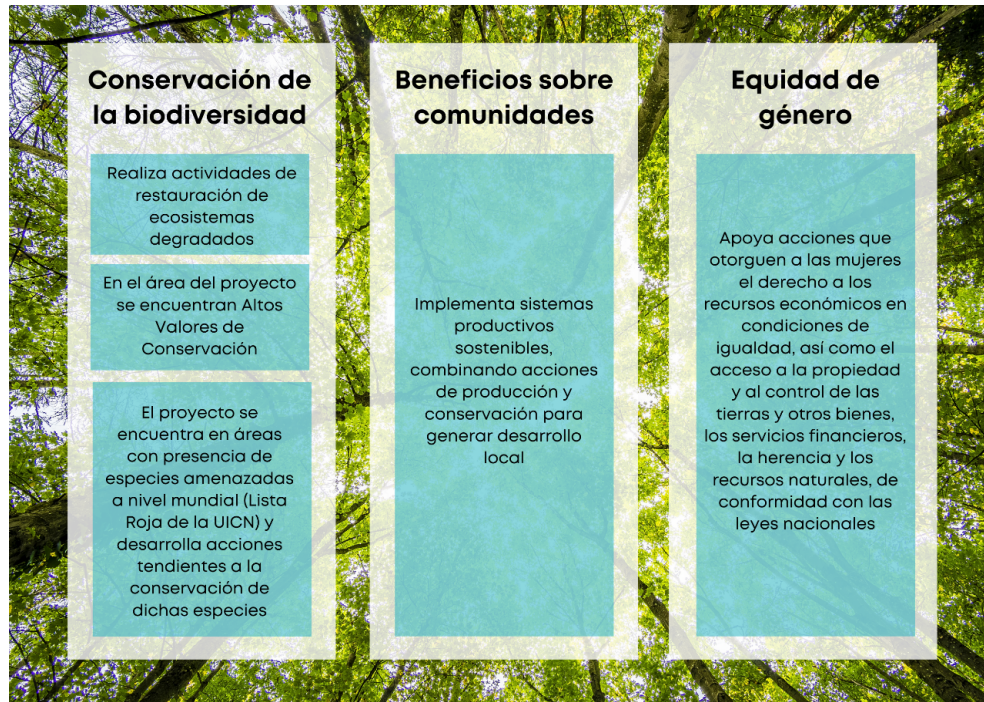 Conservación de
la biodiversidad
Realiza actividades de
restauración de
ecosistemas
degradados
En el área del proyecto
se encuentran Altos
Valores de
Conservación
El proyecto se
encuentra en áreas
con presencia de
especies amenazadas
a nivel mundial (Lista
Roja de la UICN) y
desarrolla acciones
tendientes a la
conservación de
dichas especies
Beneficios sobre
comunidades
Implementa sistemas
productivos
sostenibles,
combinando acciones
de producción y
conservación para
generar desarrollo
local
Equidad de
género
Apoya acciones que
otorguen a las mujeres
el derecho a los
recursos económicos en
condiciones de
igualdad, así como el
acceso a la propiedad
y al control de las
tierras y otros bienes,
los servicios financieros,
la herencia y los
recursos naturales, de
conformidad con las
leyes nacionales